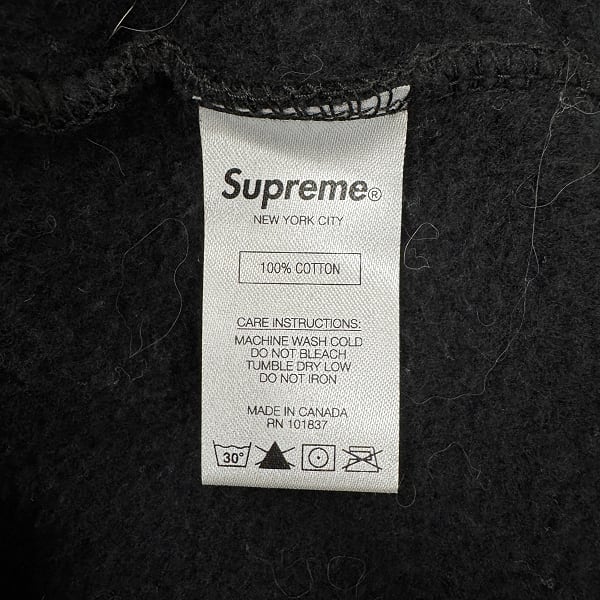 Supreme®
NEW YORK CITY
100% COTTON
CARE INSTRUCTIONS:
MACHINE WASH COLD
DO NOT BLEACH
TUMBLE DRY LOW
DO NOT IRON
MADE IN CANADA
RN 101837
30°